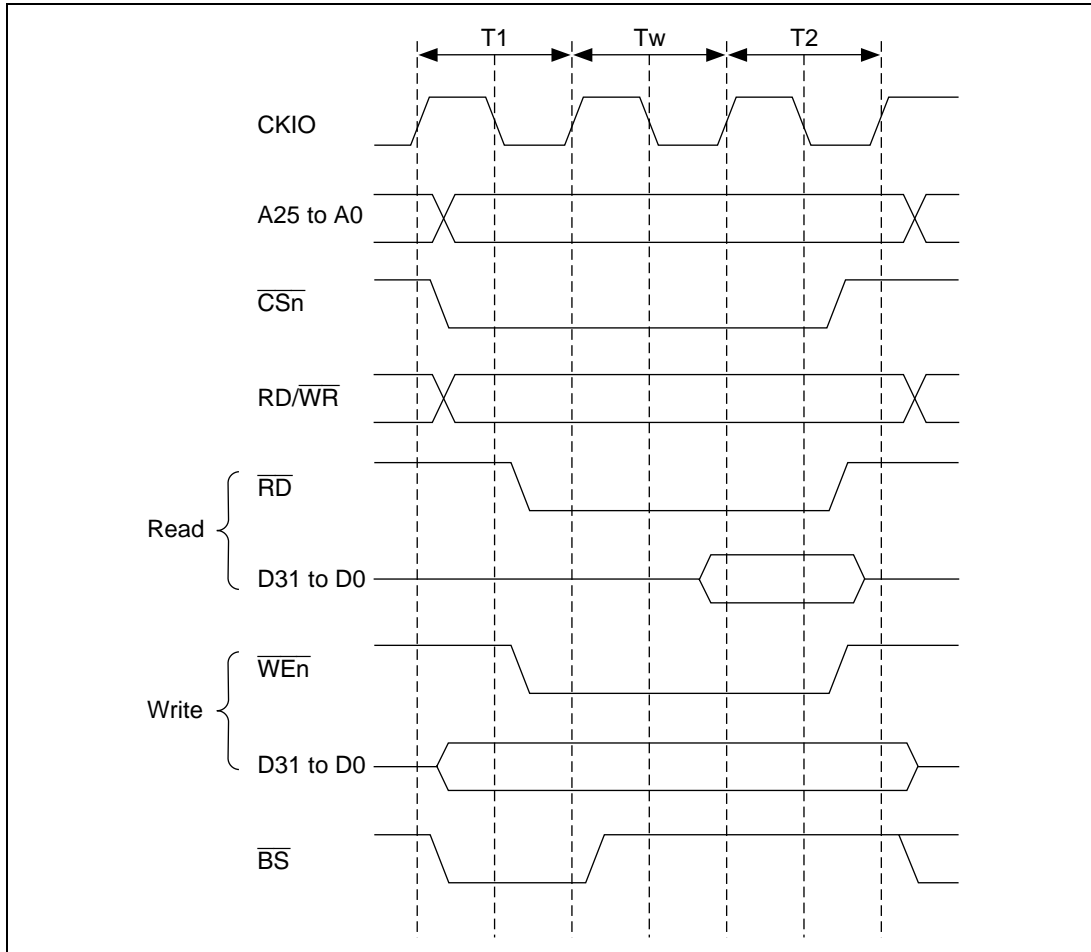 T1 Tw T2
CKIO
A25 to A0
CSn
RD/WR
RD
Read
D31 to D0
WEn
Write
D31 to D0
BS